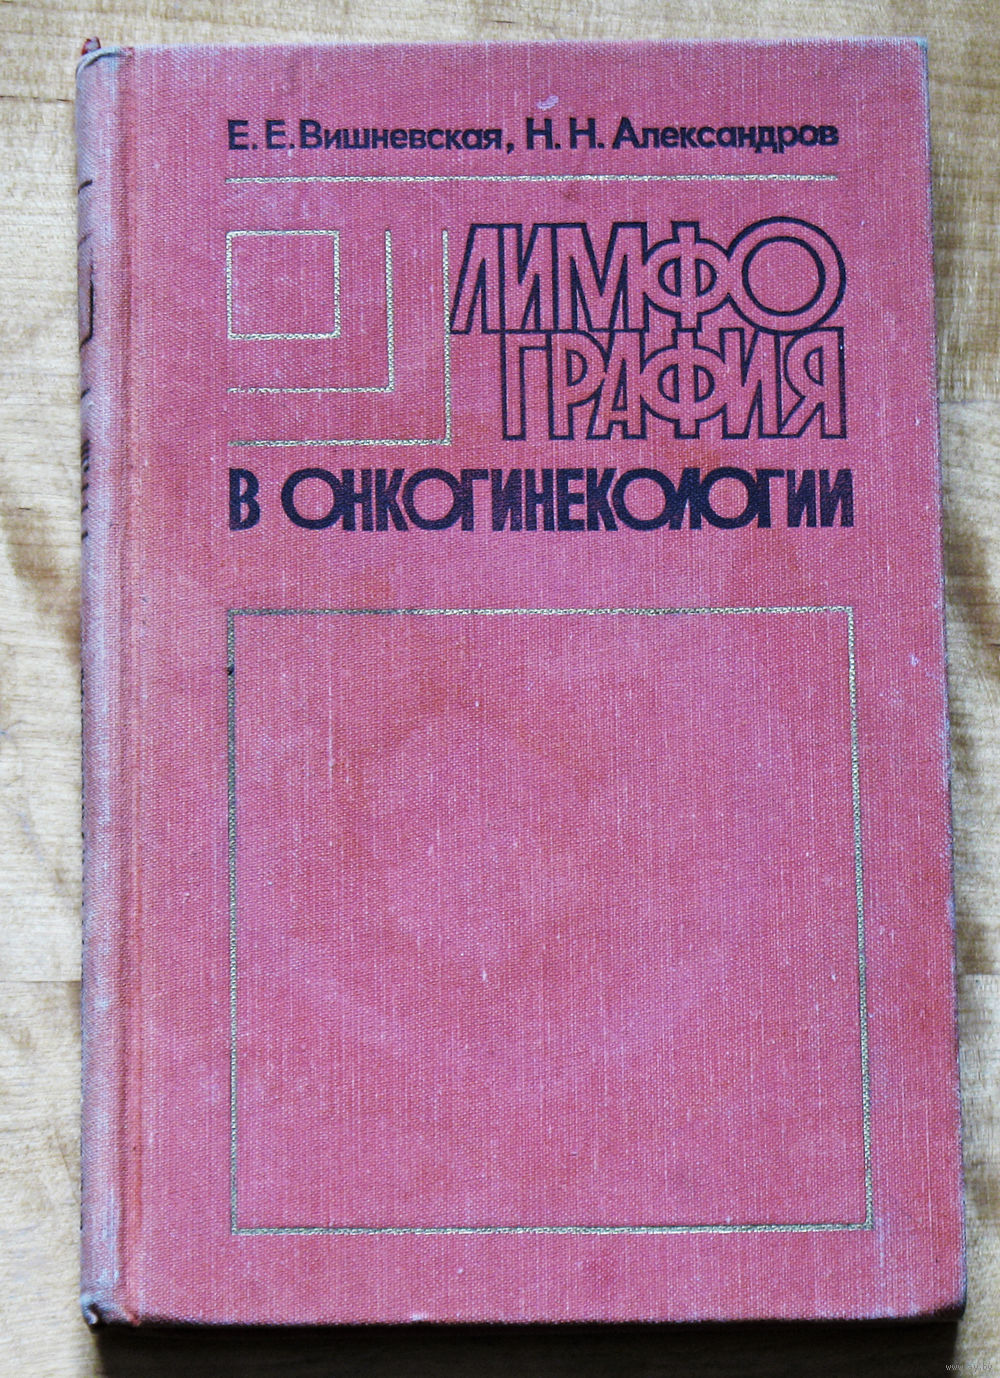 Е. Е. Вишневская, Н. Н. Александров
ЛИМФО
ГРАФИЯ
В ОНКОГИНЕКОЛОГИИ